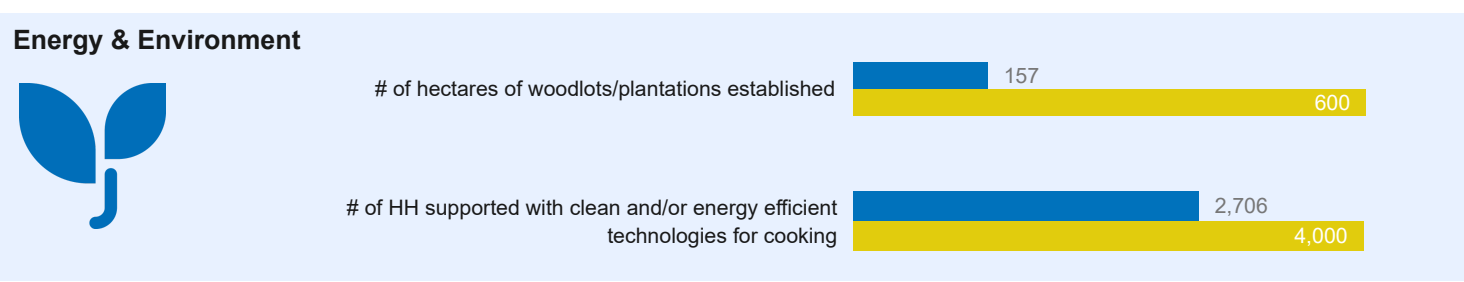 Energy & Environment
# of hectares of woodlots/plantations established
157
600
# of HH supported with clean and/or energy efficient
technologies for cooking
2,706
4,000